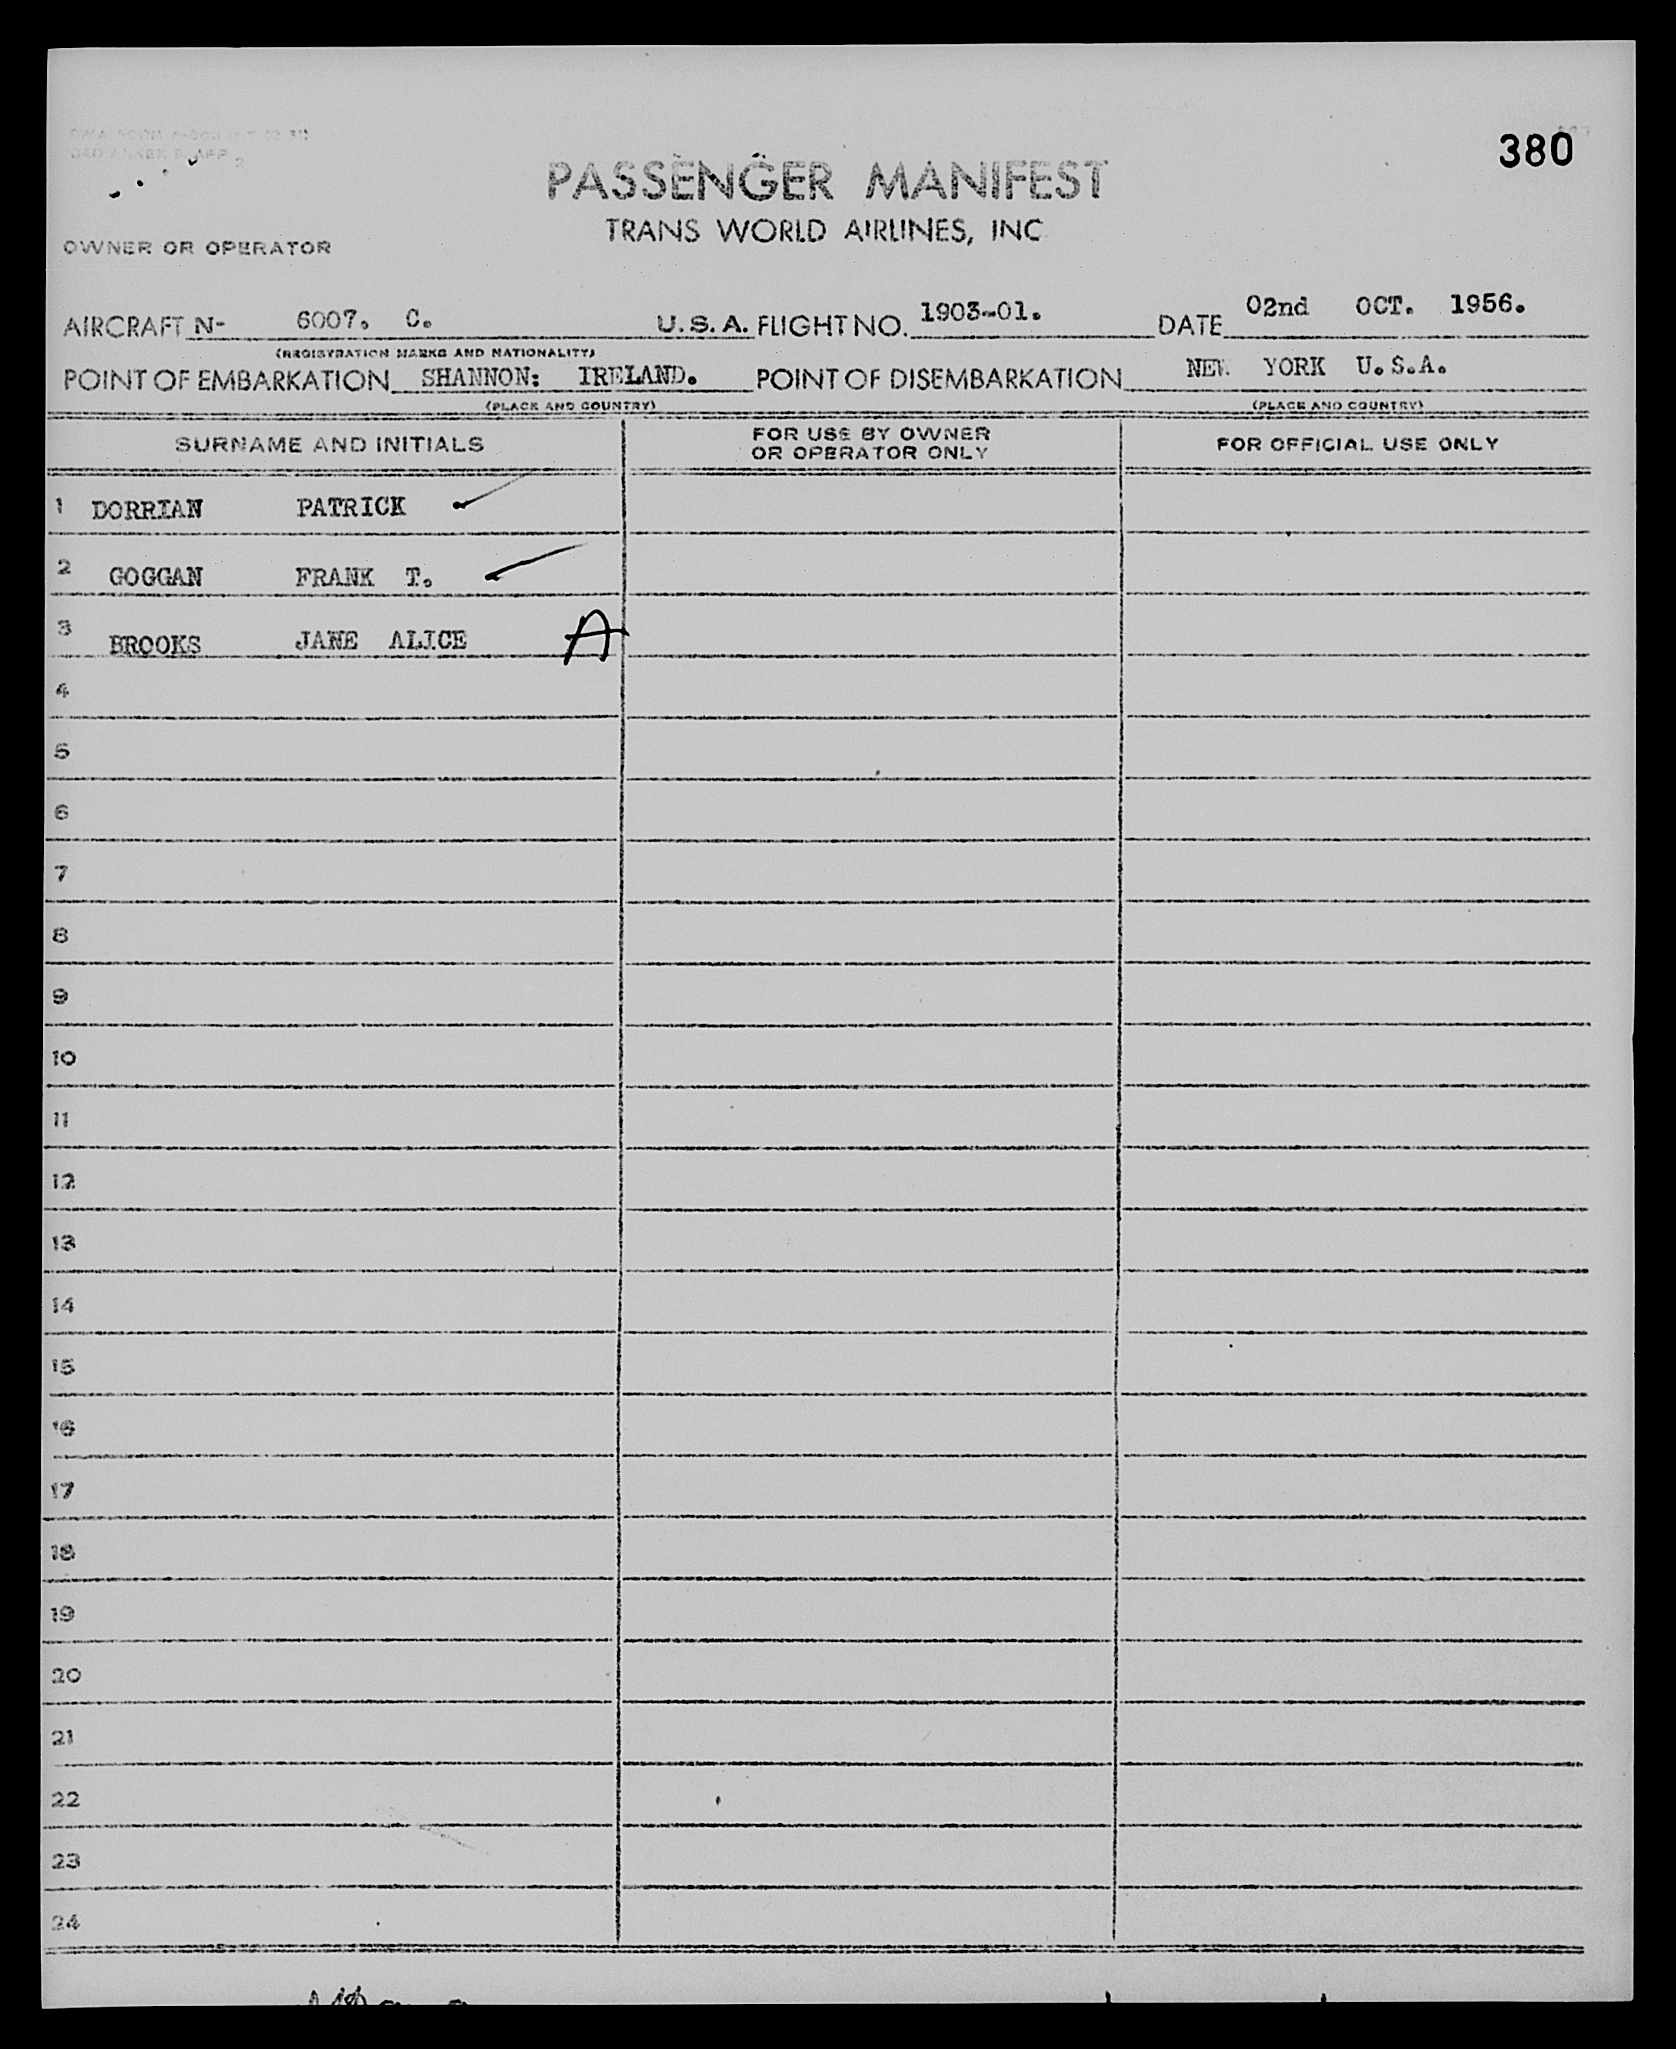 380
PASSENGER MANIFEST
TRANS WORLD AIRLINES, INC
OWNER OR OPERATOR
AIRCRAFT N- 6007. C. U.S.A. FLIGHT NO. 1903-01. DATE 02nd OCT. 1956.
(REGISTRATION MARKS AND NATIONALITY)
POINT OF EMBARKATION SHANNON: IRELAND. POINT OF DISEMBARKATION NEW YORK U.S.A.
(PLACE AND COUNTRY) (PLACE AND COUNTRY)
SURNAME AND INITIALS FOR USE BY OWNER OR OPERATOR ONLY FOR OFFICIAL USE ONLY
1 DORRIAN PATRICK
2 GOGGAN FRANK T.
3 BROOKS JANE ALICE A
4
5
6
7
8
9
10
11
12
13
14
15
16
17
18
19
20
21
22
23
24